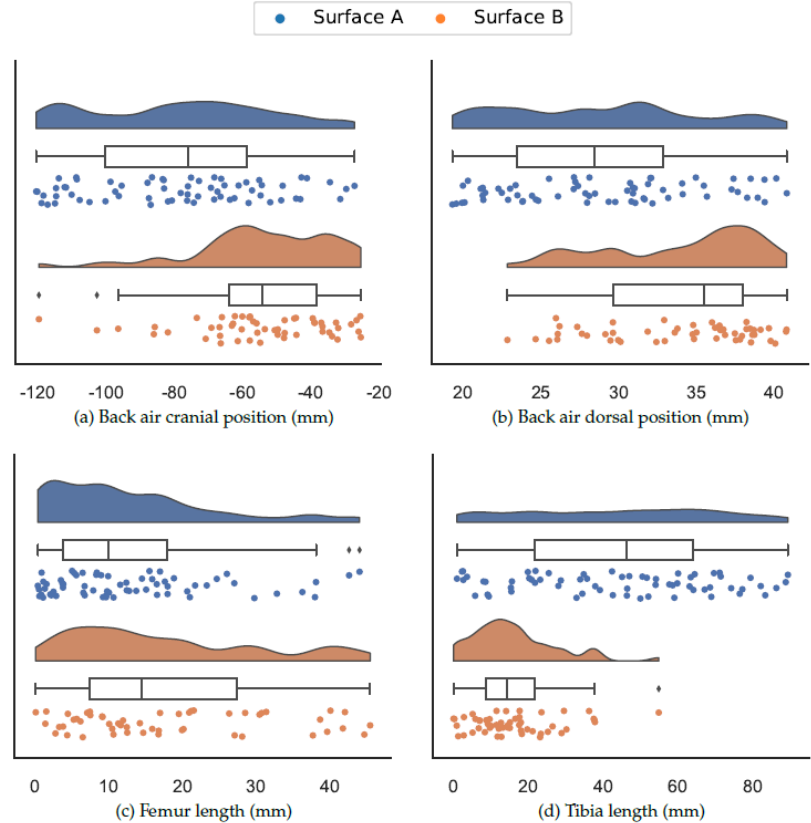 Surface A Surface B
-120 -100 -80 -60 -40 -20
(a) Back air cranial position (mm)
20 25 30 35 40
(b) Back air dorsal position (mm)
0 10 20 30 40
(c) Femur length (mm)
0 20 40 60 80
(d) Tibia length (mm)